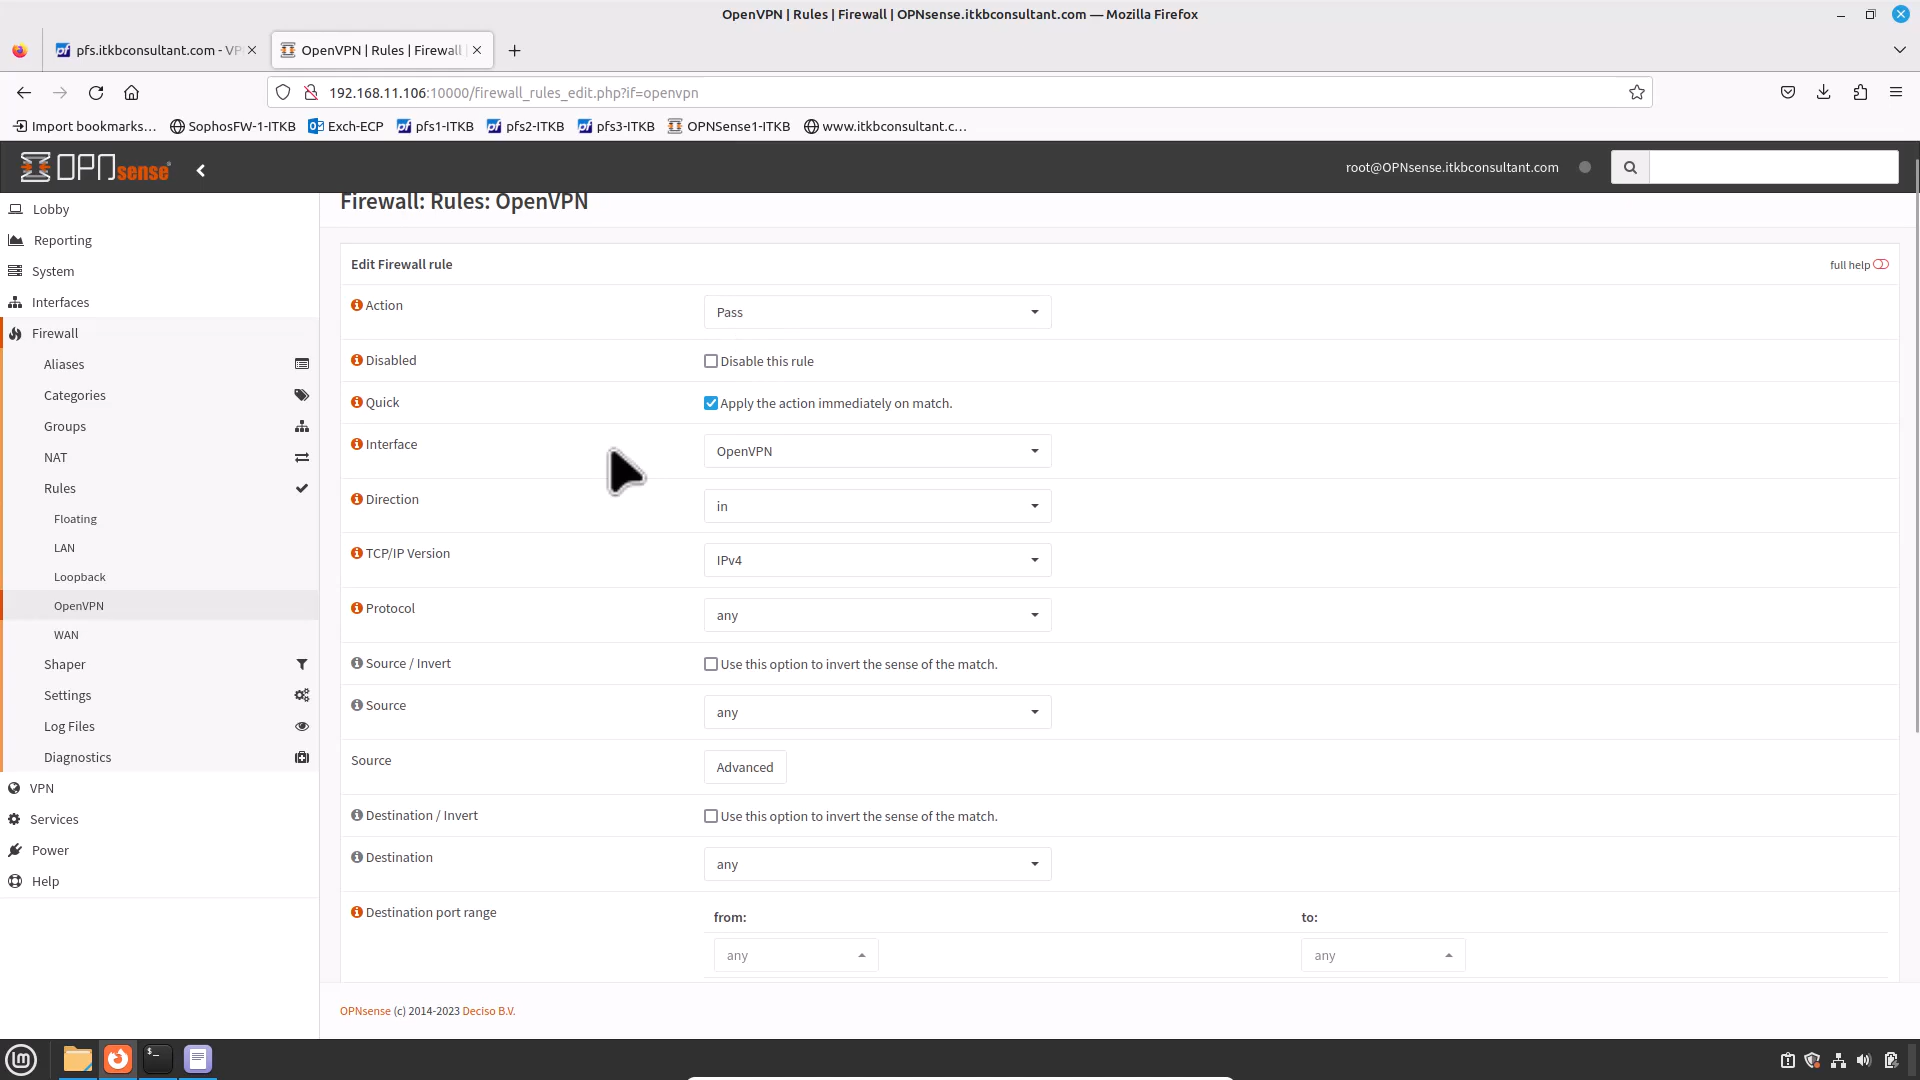 OpenVPN | Rules | Firewall | OPNsense.itkbconsultant.com — Mozilla Firefox
pfs.itkbconsultant.com - VP
OpenVPN | Rules | Firewall |
192.168.11.106:10000/firewall_rules_edit.php?if=openvpn
Import bookmarks...
SophosFW-1-ITKB
Exch-ECP
pfs1-ITKB
pfs2-ITKB
pfs3-ITKB
OPNSense1-ITKB
www.itkbconsultant.c...
OPNsense
root@OPNsense.itkbconsultant.com
Lobby
Reporting
System
Interfaces
Firewall
Aliases
Categories
Groups
NAT
Rules
Floating
LAN
Loopback
OpenVPN
WAN
Shaper
Settings
Log Files
Diagnostics
VPN
Services
Power
Help
Firewall: Rules: OpenVPN
Edit Firewall rule
full help
Action
Pass
Disabled
Disable this rule
Quick
Apply the action immediately on match.
Interface
OpenVPN
Direction
in
TCP/IP Version
IPv4
Protocol
any
Source / Invert
Use this option to invert the sense of the match.
Source
any
Source
Advanced
Destination / Invert
Use this option to invert the sense of the match.
Destination
any
Destination port range
from:
to:
any
any
OPNsense (c) 2014-2023 Deciso B.V.